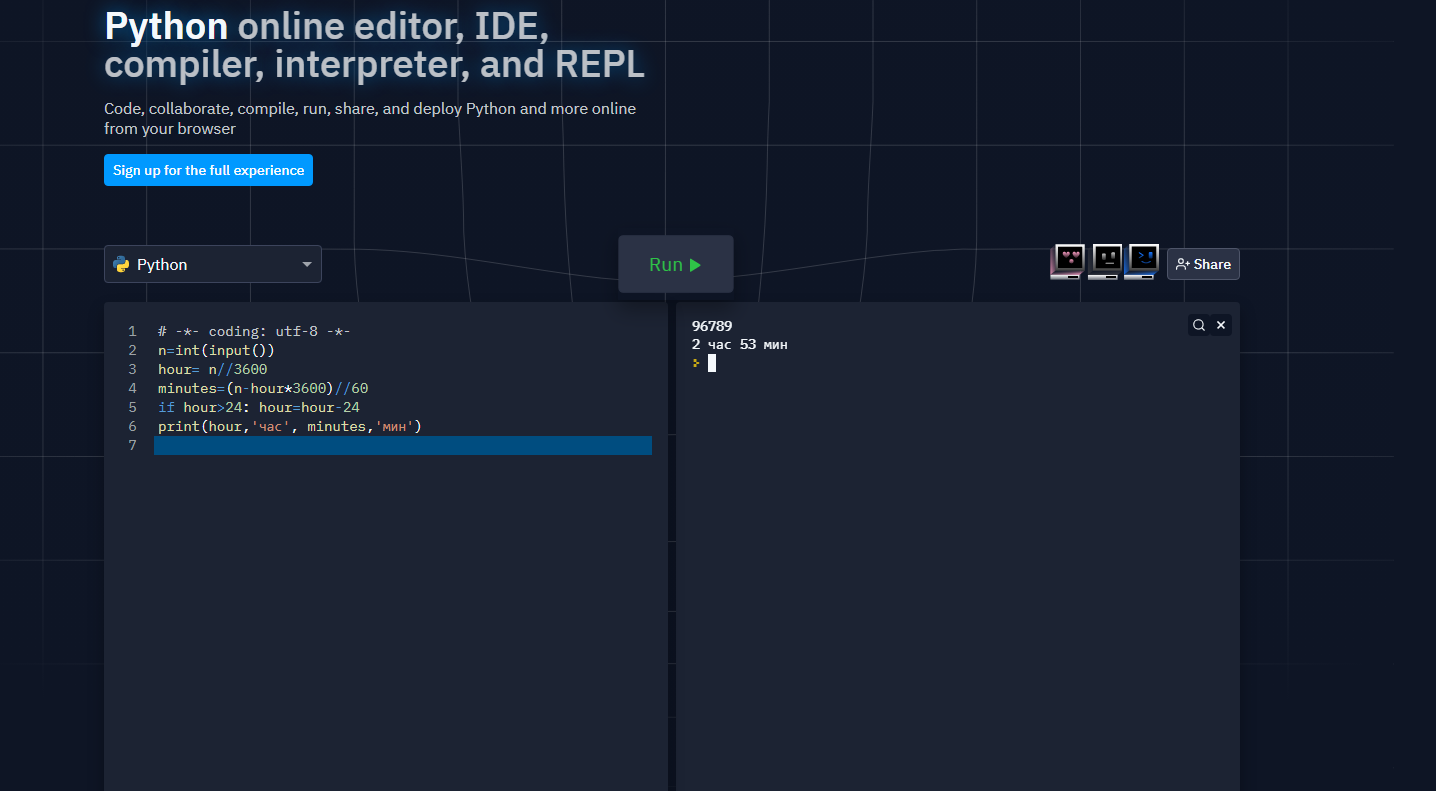 Python online editor, IDE,
compiler, interpreter, and REPL
Code, collaborate, compile, run, share, and deploy Python and more online
from your browser
Sign up for the full experience
Python
Run
Share
1 # -*- coding: utf-8 -*-
2 n=int(input())
3 hour= n//3600
4 minutes=(n-hour*3600)//60
5 if hour>24: hour=hour-24
6 print(hour,'час', minutes,'мин')
7
96789
2 час 53 мин
>